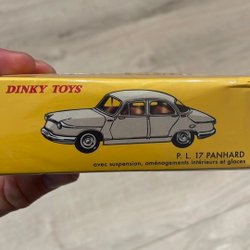 DINKY TOYS
P. L. 17 PANHARD
avec suspension, aménagements intérieurs et glaces